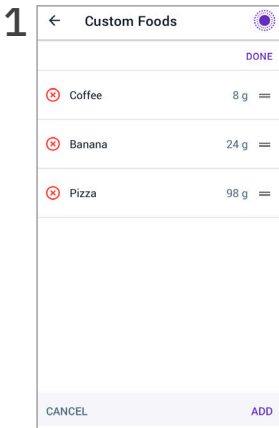 1
Custom Foods
DONE
Coffee 8 g
Banana 24 g
Pizza 98 g
CANCEL ADD